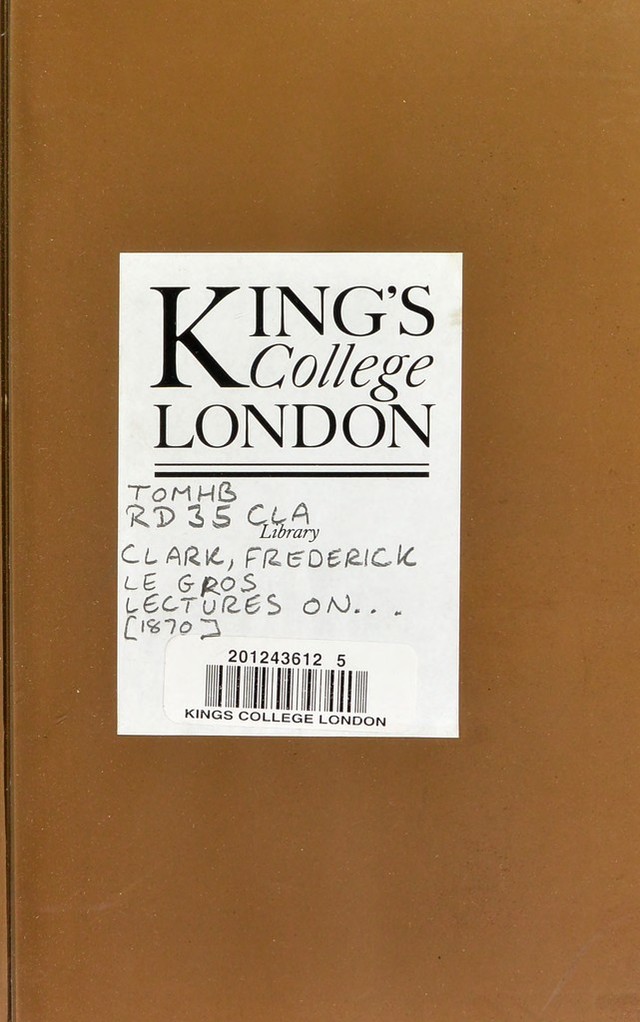 KING'S
College
LONDON
TOMHB
RD 35 CLA
Library
CLARK, FREDERICK
LE GROS
LECTURES ON...
[1870]
201243612 5
KINGS COLLEGE LONDON